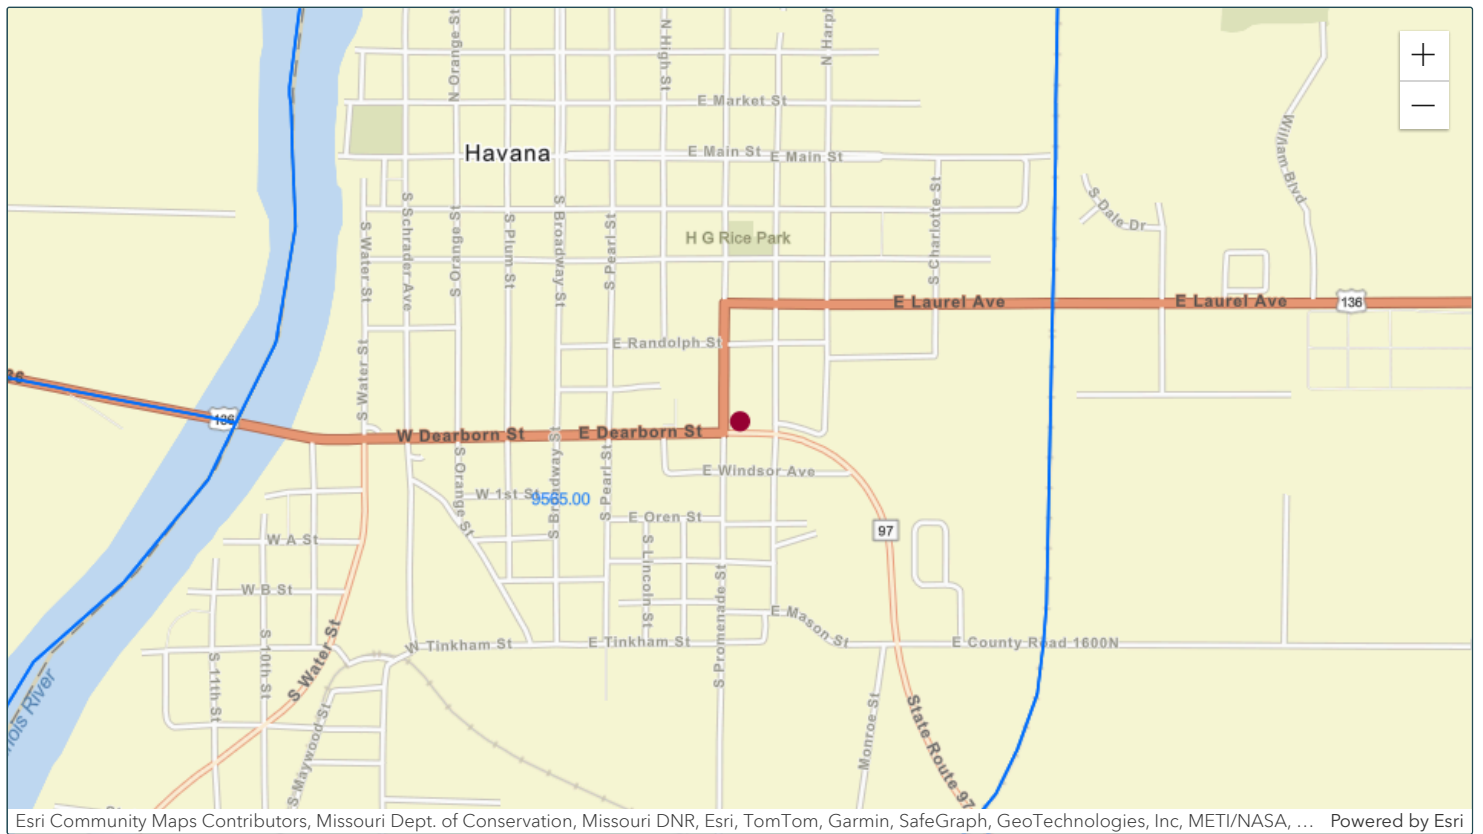 N Orange St
N High St
N Harp
+
−
E Market St
William Blvd
Havana
E Main St
E Main St
S Dale Dr
S Water St
S Schrader Ave
S Orange St
S Plum St
S Broadway St
S Pearl St
H G Rice Park
S Charlotte St
E Laurel Ave
E Laurel Ave
136
E Randolph St
S Water St
136
W Dearborn St
E Dearborn St
S Orange St
W 1st St
9565.00
S Broadway St
S Pearl St
E Windsor Ave
E Oren St
97
W A St
S Lincoln St
W B St
S Promenade St
E Mason St
S 11th St
S 10th St
S Water St
W Tinkham St
E Tinkham St
E County Road 1600N
nois River
S Maywood St
Monroe St
State Route 97
Esri Community Maps Contributors, Missouri Dept. of Conservation, Missouri DNR, Esri, TomTom, Garmin, SafeGraph, GeoTechnologies, Inc, METI/NASA, ... Powered by Esri